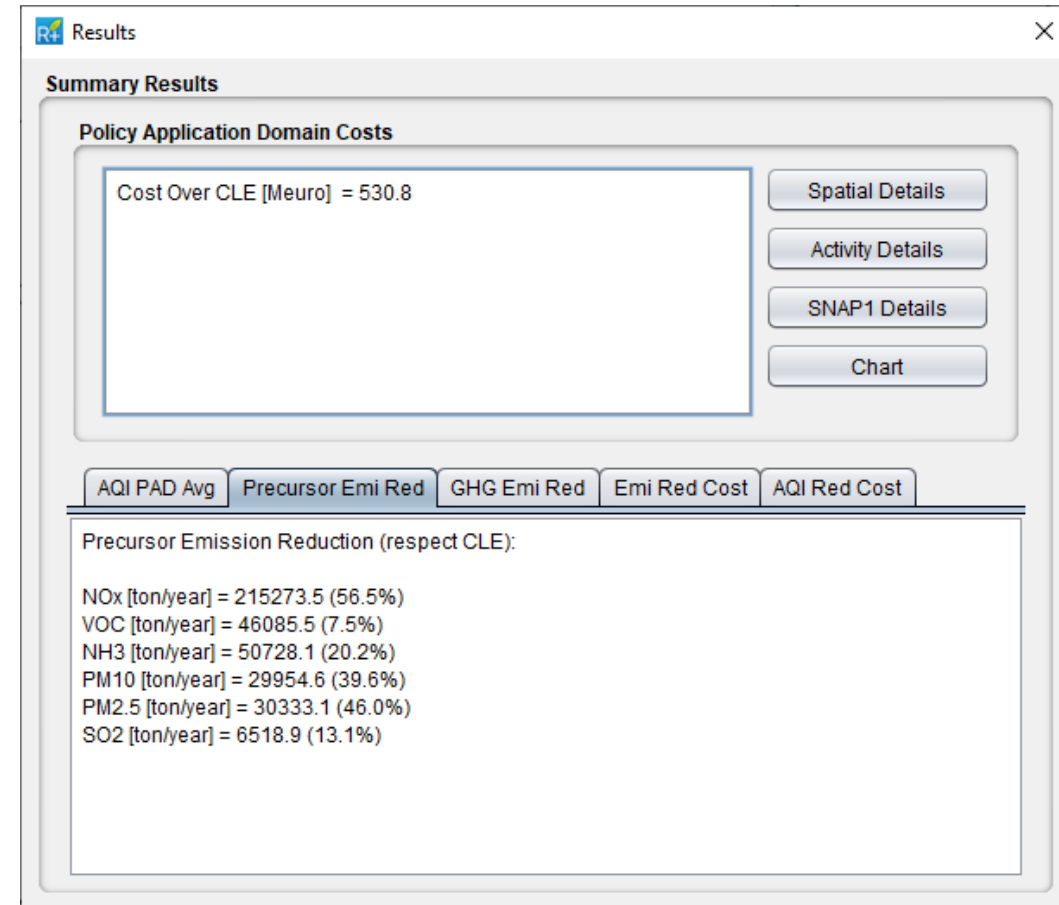 R+ Results
Summary Results
Policy Application Domain Costs
Cost Over CLE [Meuro]  = 530.8
Spatial Details
Activity Details
SNAP1 Details
Chart
AQI PAD Avg
Precursor Emi Red
GHG Emi Red
Emi Red Cost
AQI Red Cost
Precursor Emission Reduction (respect CLE):
NOx [ton/year] = 215273.5 (56.5%)
VOC [ton/year] = 46085.5 (7.5%)
NH3 [ton/year] = 50728.1 (20.2%)
PM10 [ton/year] = 29954.6 (39.6%)
PM2.5 [ton/year] = 30333.1 (46.0%)
SO2 [ton/year] = 6518.9 (13.1%)